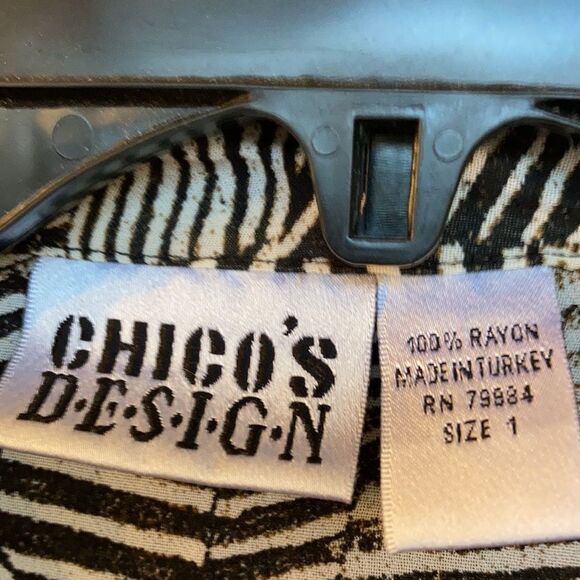 CHICO'S
D·E·S·I·G·N
100% RAYON
MADE IN TURKEY
RN 79984
SIZE 1